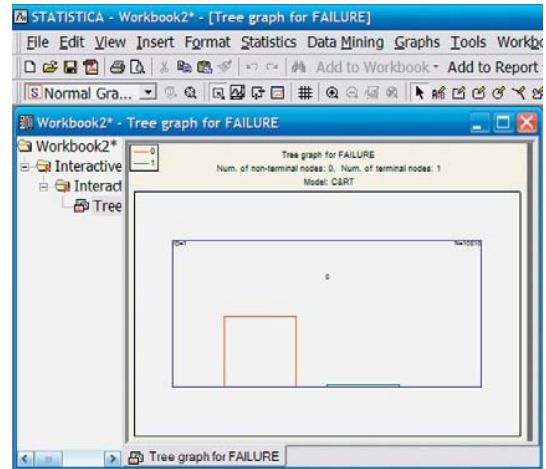 STATISTICA - Workbook2* - [Tree graph for FAILURE]
File Edit View Insert Format Statistics Data Mining Graphs Tools Workbo
Add to Workbook Add to Report
Normal Gra...
Workbook2* - Tree graph for FAILURE
Workbook2*
Interactive
Interact
Tree
0
1
Tree graph for FAILURE
Num. of non-terminal nodes: 0, Num. of terminal nodes: 1
Model: C&RT
ID=1
0
Tree graph for FAILURE